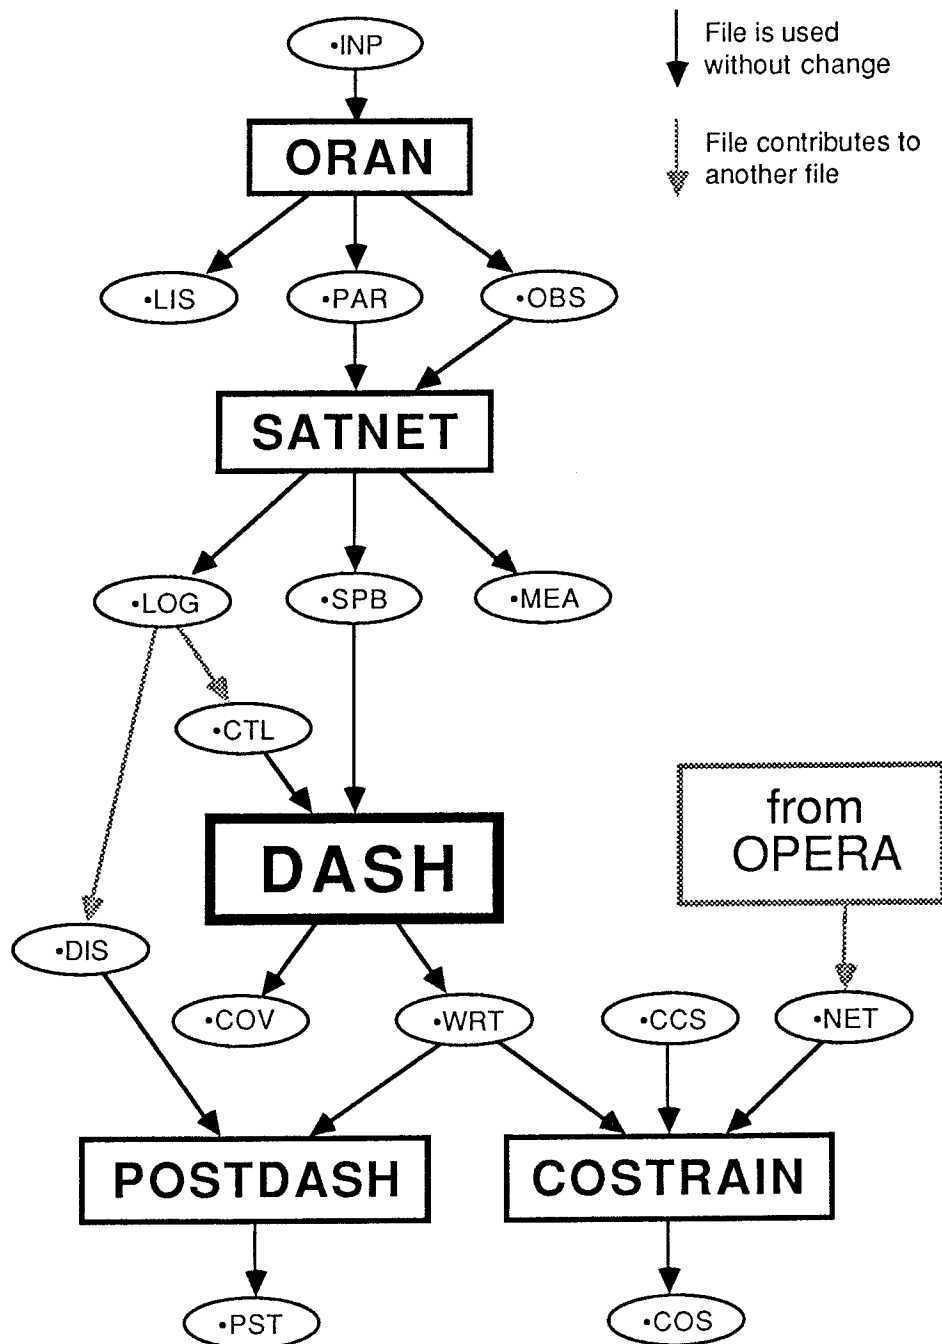 •INP
File is used
without change
ORAN
File contributes to
another file
•LIS
•PAR
•OBS
SATNET
•LOG
•SPB
•MEA
•CTL
from
OPERA
DASH
•DIS
•COV
•WRT
•CCS
•NET
POSTDASH
COSTRAIN
•PST
•COS